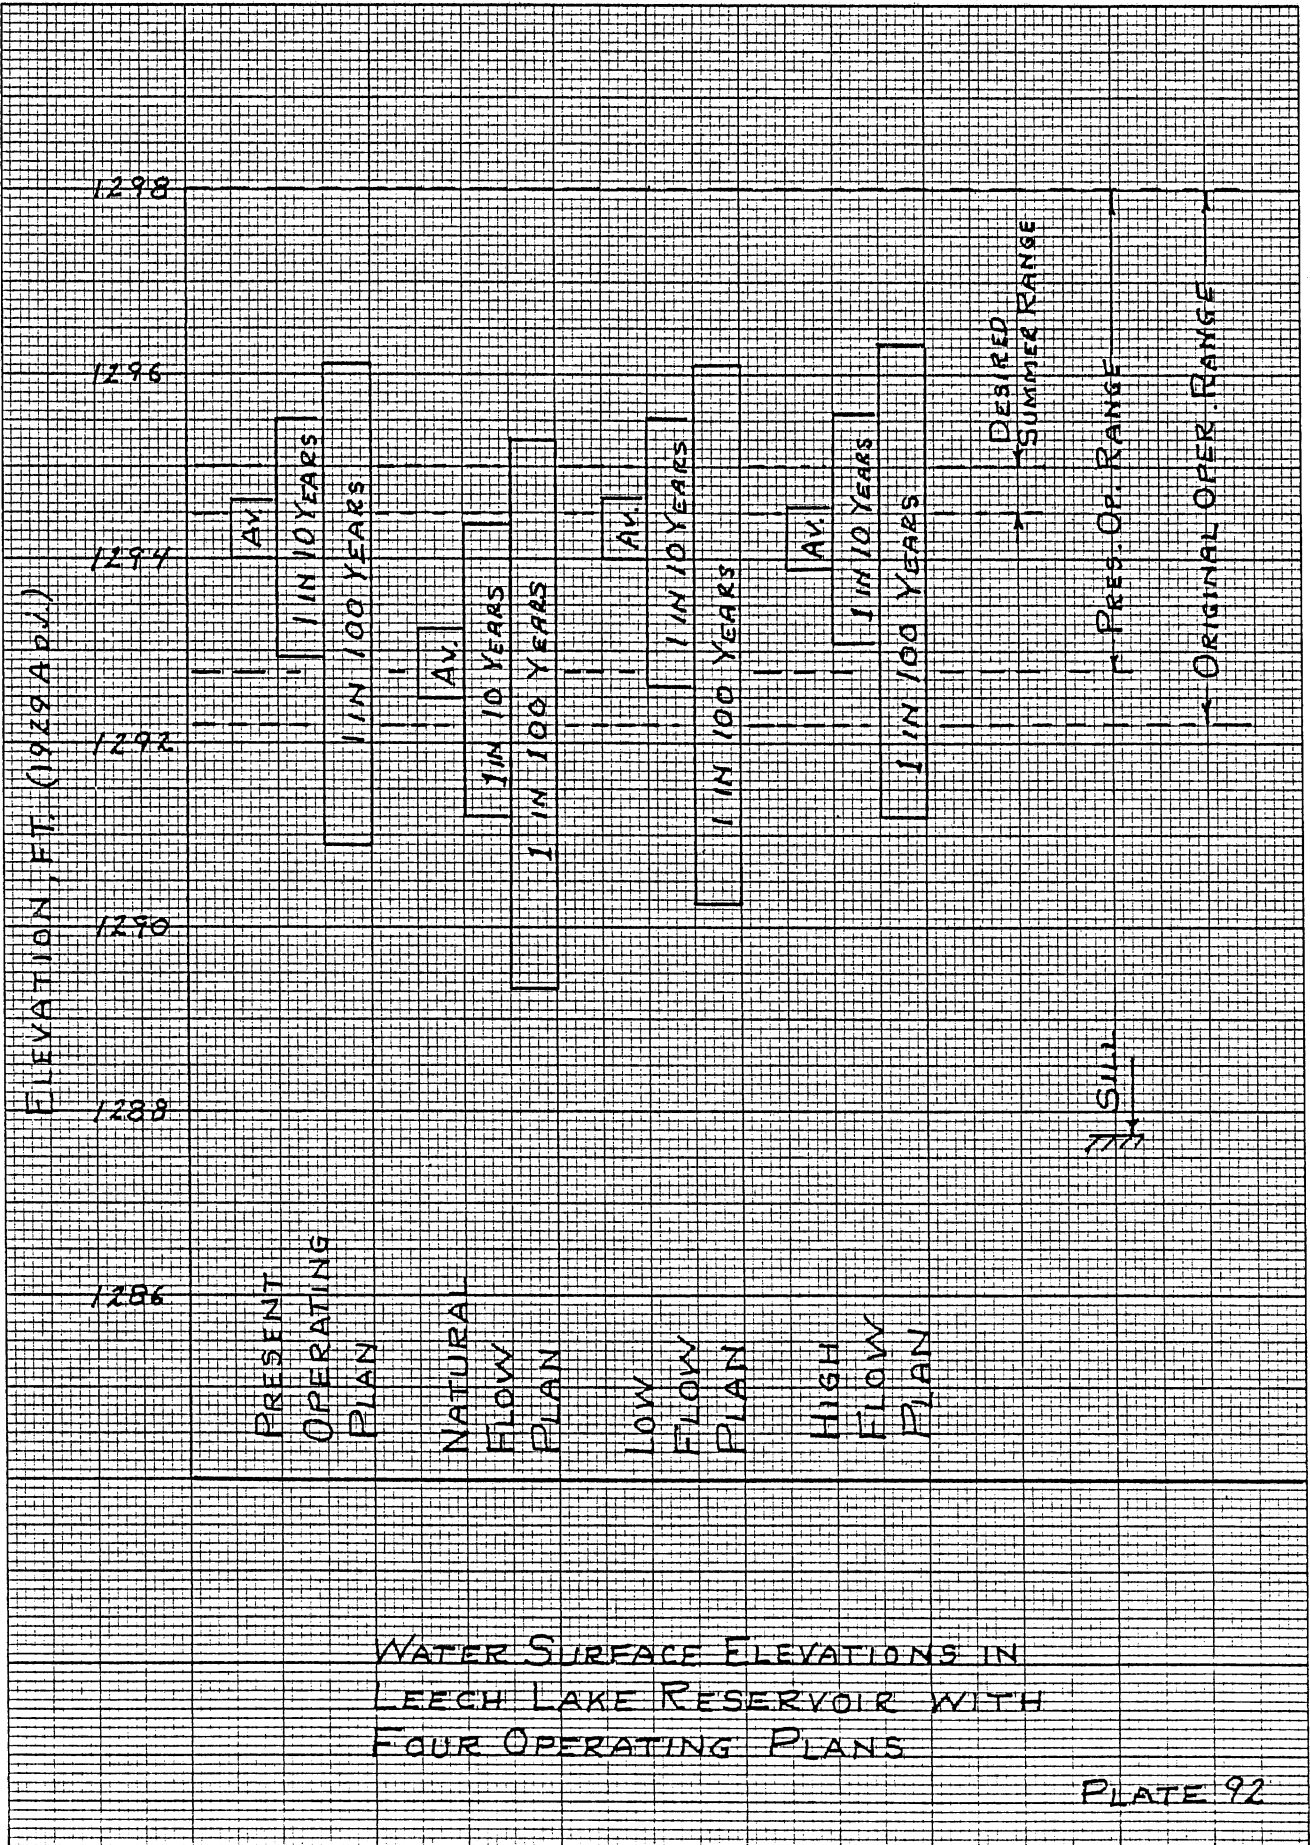 ELEVATION, FT. (1929 ADJ.)
1298
1296
1294
1292
1290
1288
1286
AV
1 IN 10 YEARS
1 IN 100 YEARS
AV.
1 IN 10 YEARS
1 IN 100 YEARS
AV.
1 IN 10 YEARS
1 IN 100 YEARS
AV.
1 IN 10 YEARS
1 IN 100 YEARS
DESIRED
SUMMER RANGE
PRES. OP. RANGE
ORIGINAL OPER. RANGE
SILL
PRESENT
OPERATING
PLAN
NATURAL
FLOW
PLAN
LOW
FLOW
PLAN
HIGH
FLOW
PLAN
WATER SURFACE ELEVATIONS IN
LEECH LAKE RESERVOIR WITH
FOUR OPERATING PLANS
PLATE 92